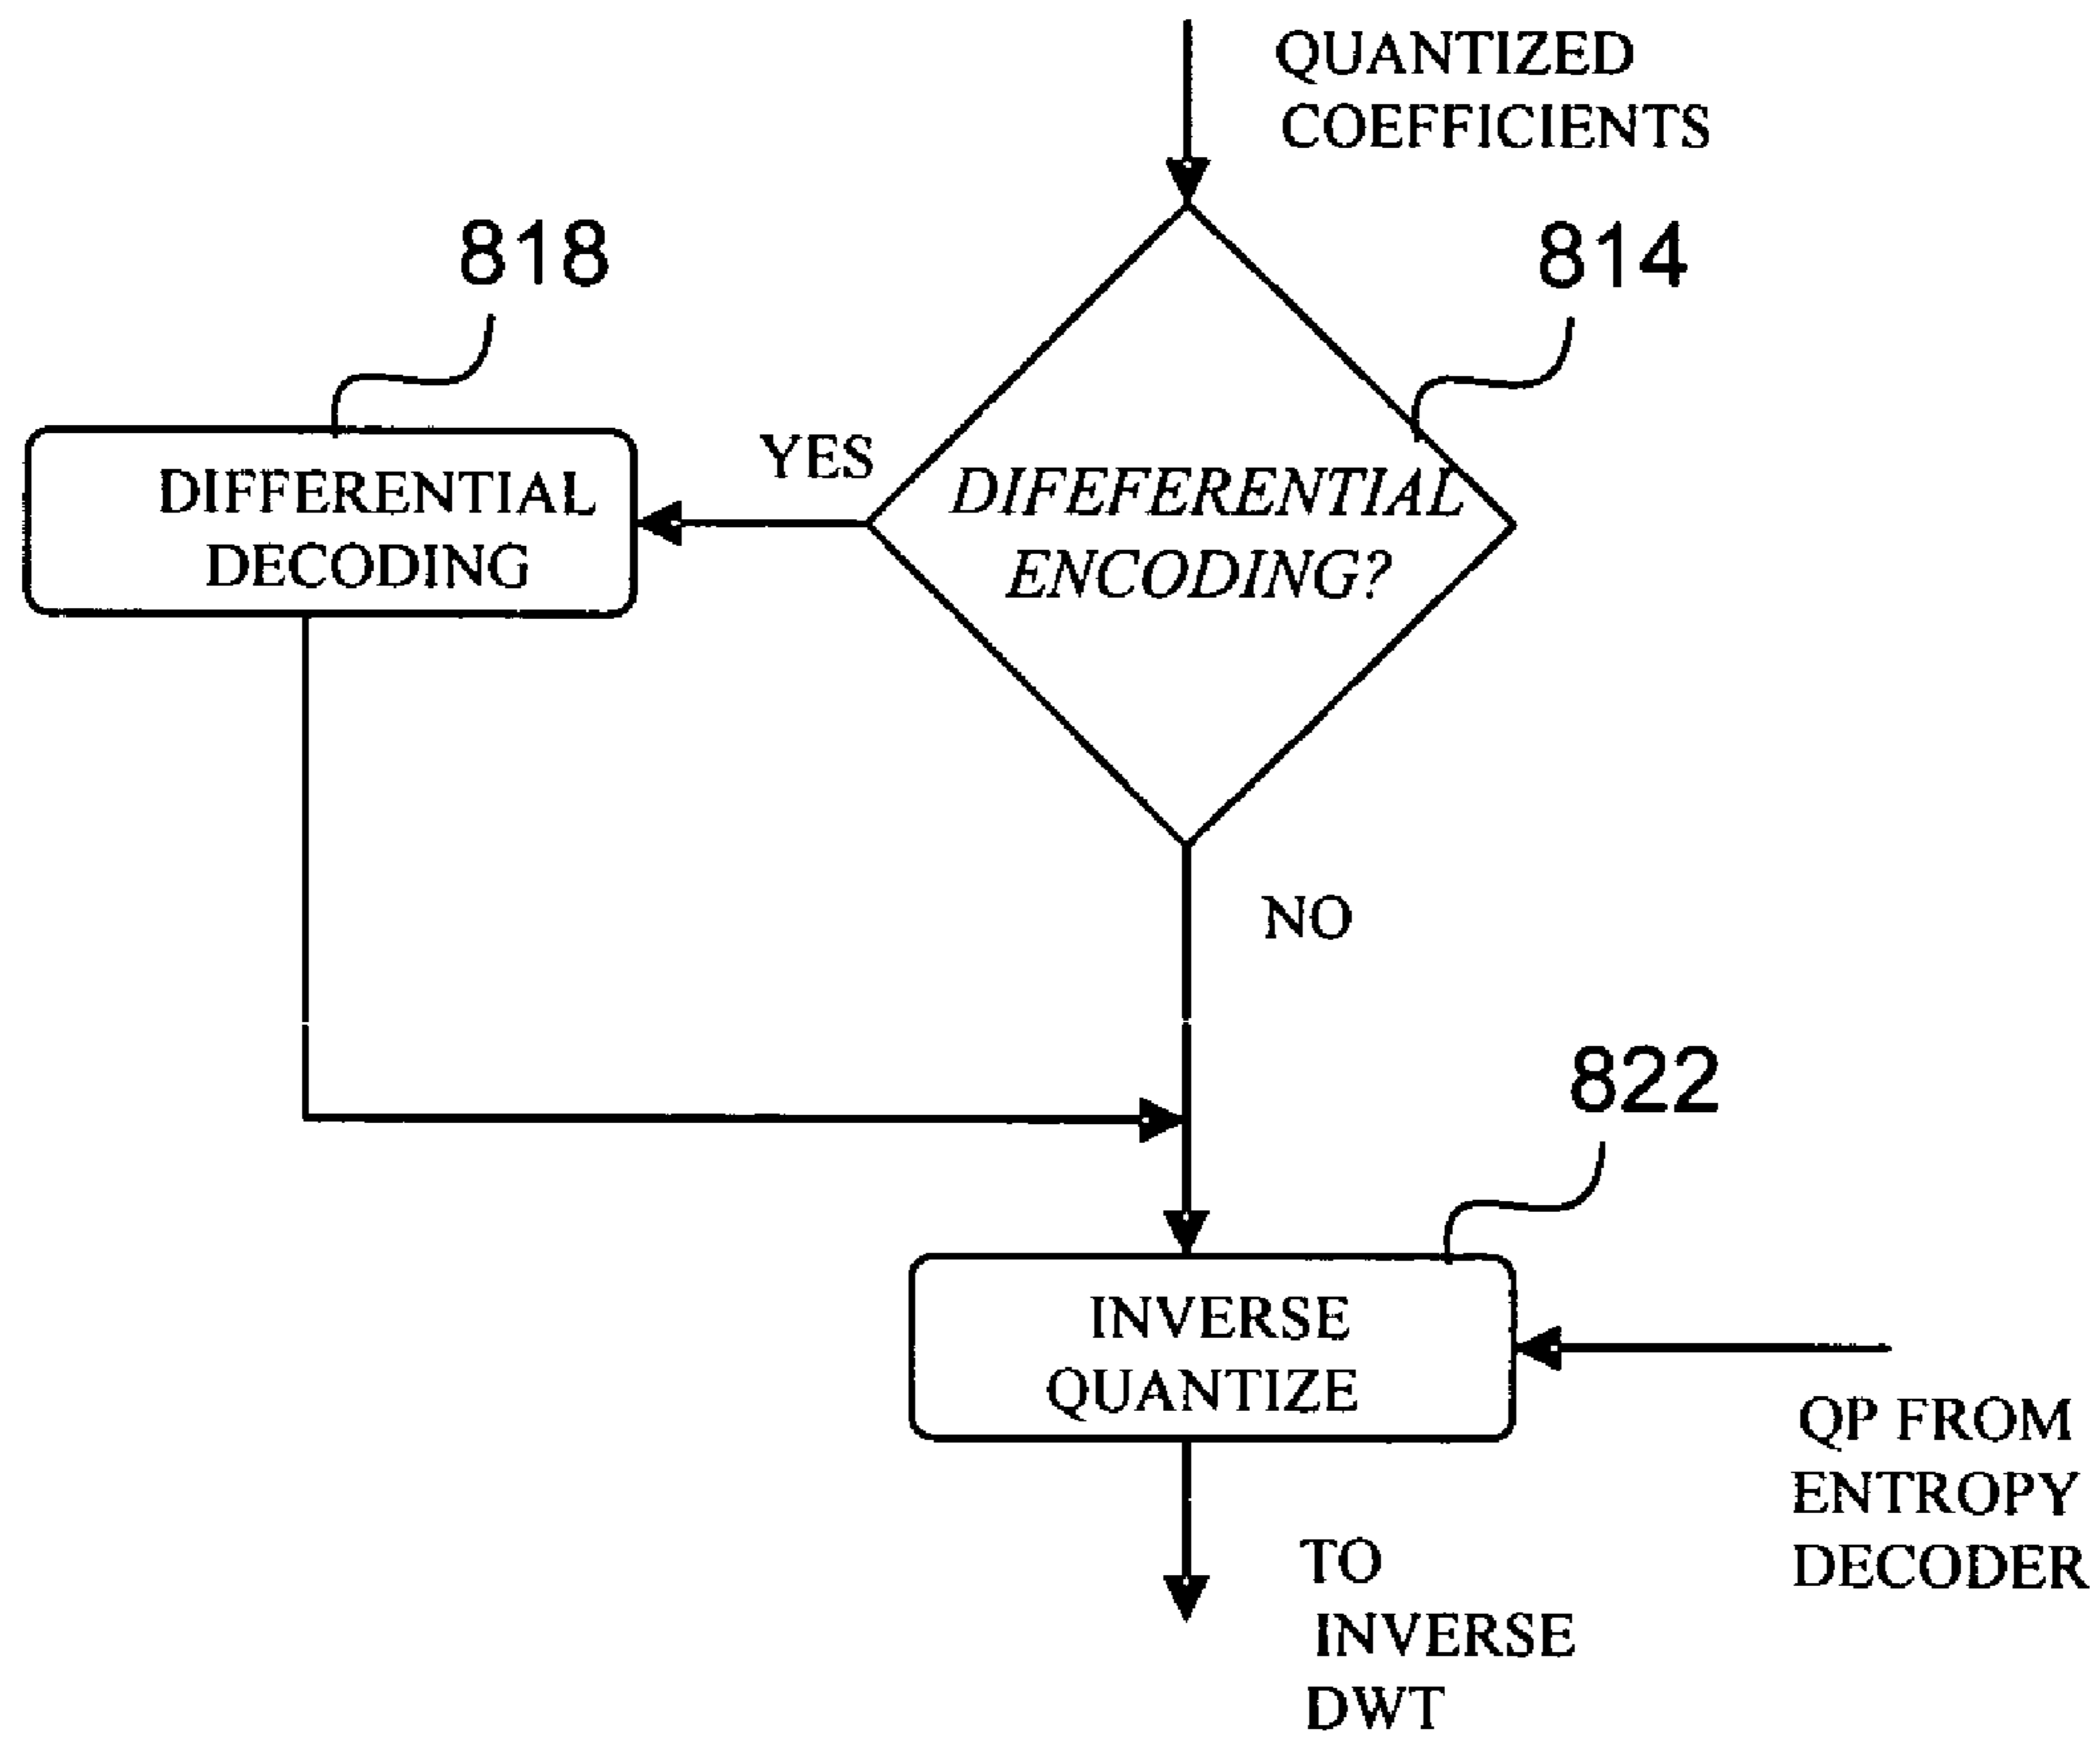 QUANTIZED
COEFFICIENTS
818
814
YES
DIFFERENTIAL
DECODING
DIFEFERENTIAL
ENCODING?
NO
822
INVERSE
QUANTIZE
QP FROM
ENTROPY
DECODER
TO
INVERSE
DWT